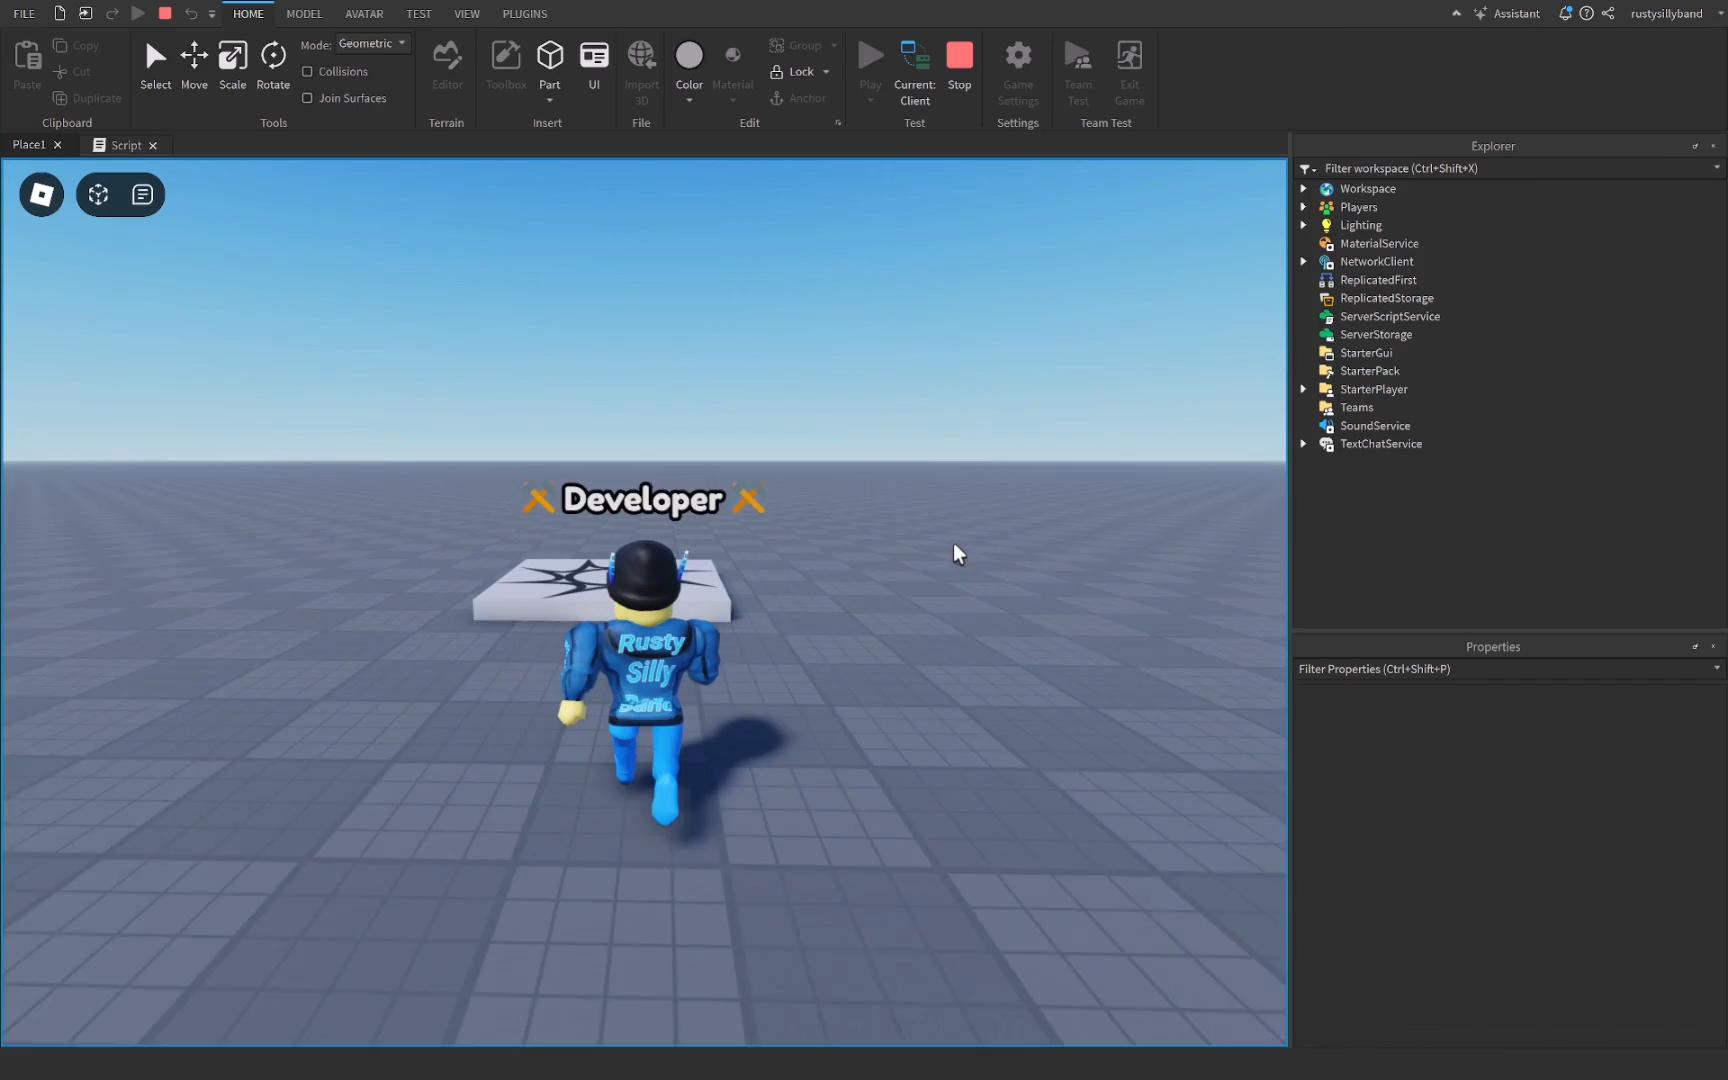 FILE HOME MODEL AVATAR TEST VIEW PLUGINS Assistant rustysillyband
Paste Copy Cut Duplicate
Clipboard
Select Move Scale Rotate Mode: Geometric
Collisions
Join Surfaces
Tools
Editor
Terrain
Toolbox Part UI
Insert
Import 3D
File
Color Material Group Lock Anchor
Edit
Play Current: Client Stop
Test
Game Settings
Settings
Team Test Exit Game
Team Test
Place1 Script
Developer
Rusty
Silly
Band
Explorer
Filter workspace (Ctrl+Shift+X)
Workspace
Players
Lighting
MaterialService
NetworkClient
ReplicatedFirst
ReplicatedStorage
ServerScriptService
ServerStorage
StarterGui
StarterPack
StarterPlayer
Teams
SoundService
TextChatService
Properties
Filter Properties (Ctrl+Shift+P)